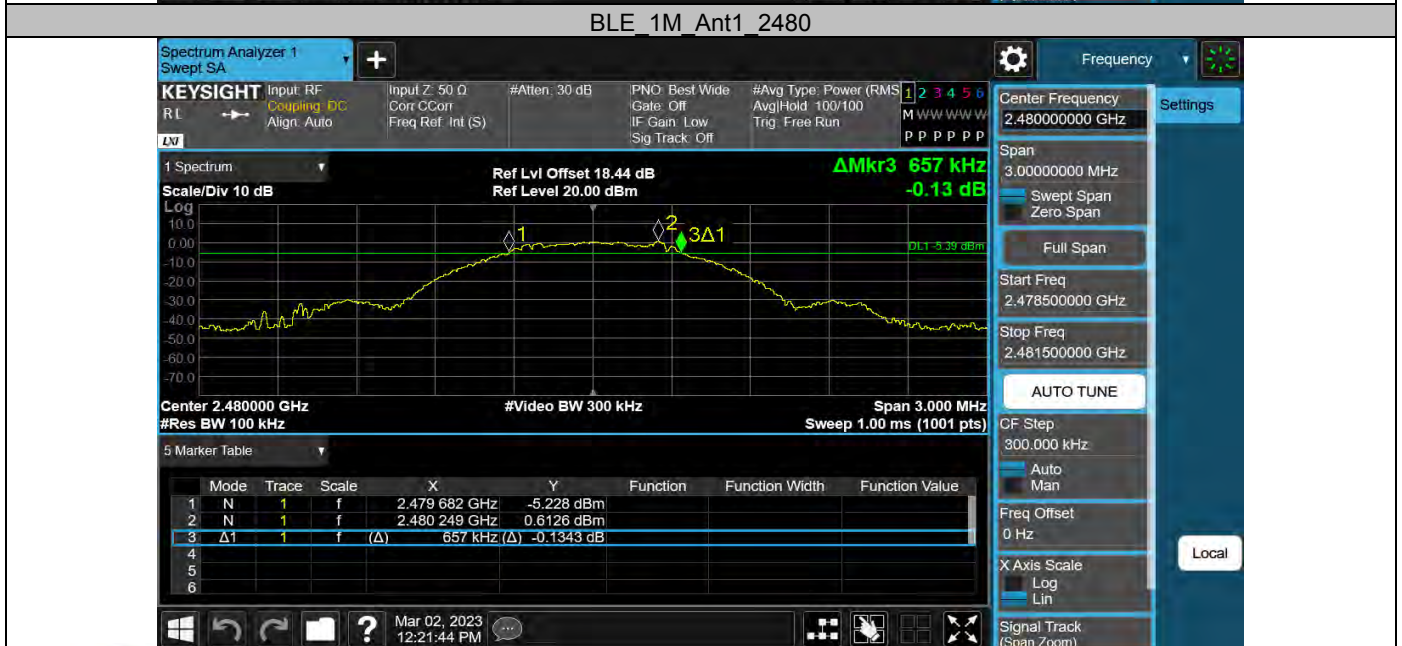 BLE_1M_Ant1_2480
Spectrum Analyzer 1
Swept SA
+
Frequency
KEYSIGHT
RL
LXI
Input: RF
Coupling: DC
Align: Auto
Input Z: 50 Ω
Corr CCorr
Freq Ref: Int (S)
#Atten: 30 dB
PNO: Best Wide
Gate: Off
IF Gain: Low
Sig Track: Off
#Avg Type: Power (RMS
Avg|Hold: 100/100
Trig: Free Run
1 2 3 4 5 6
M W W W W W
P P P P P P
Center Frequency
2.480000000 GHz
Settings
Span
3.00000000 MHz
Swept Span
Zero Span
Full Span
Start Freq
2.478500000 GHz
Stop Freq
2.481500000 GHz
AUTO TUNE
CF Step
300.000 kHz
Auto
Man
Freq Offset
0 Hz
X Axis Scale
Log
Lin
Signal Track
(Span Zoom)
Local
1 Spectrum
Scale/Div 10 dB
Ref Lvl Offset 18.44 dB
Ref Level 20.00 dBm
ΔMkr3 657 kHz
-0.13 dB
Log
10.0
0.00
-10.0
-20.0
-30.0
-40.0
-50.0
-60.0
-70.0
1
2
3Δ1
DL1 -5.39 dBm
Center 2.480000 GHz
#Video BW 300 kHz
Span 3.000 MHz
#Res BW 100 kHz
Sweep 1.00 ms (1001 pts)
5 Marker Table
Mode Trace Scale X Y Function Function Width Function Value
1 N 1 f 2.479 682 GHz -5.228 dBm
2 N 1 f 2.480 249 GHz 0.6126 dBm
3 Δ1 1 f (Δ) 657 kHz (Δ) -0.1343 dB
4
5
6
?
Mar 02, 2023
12:21:44 PM